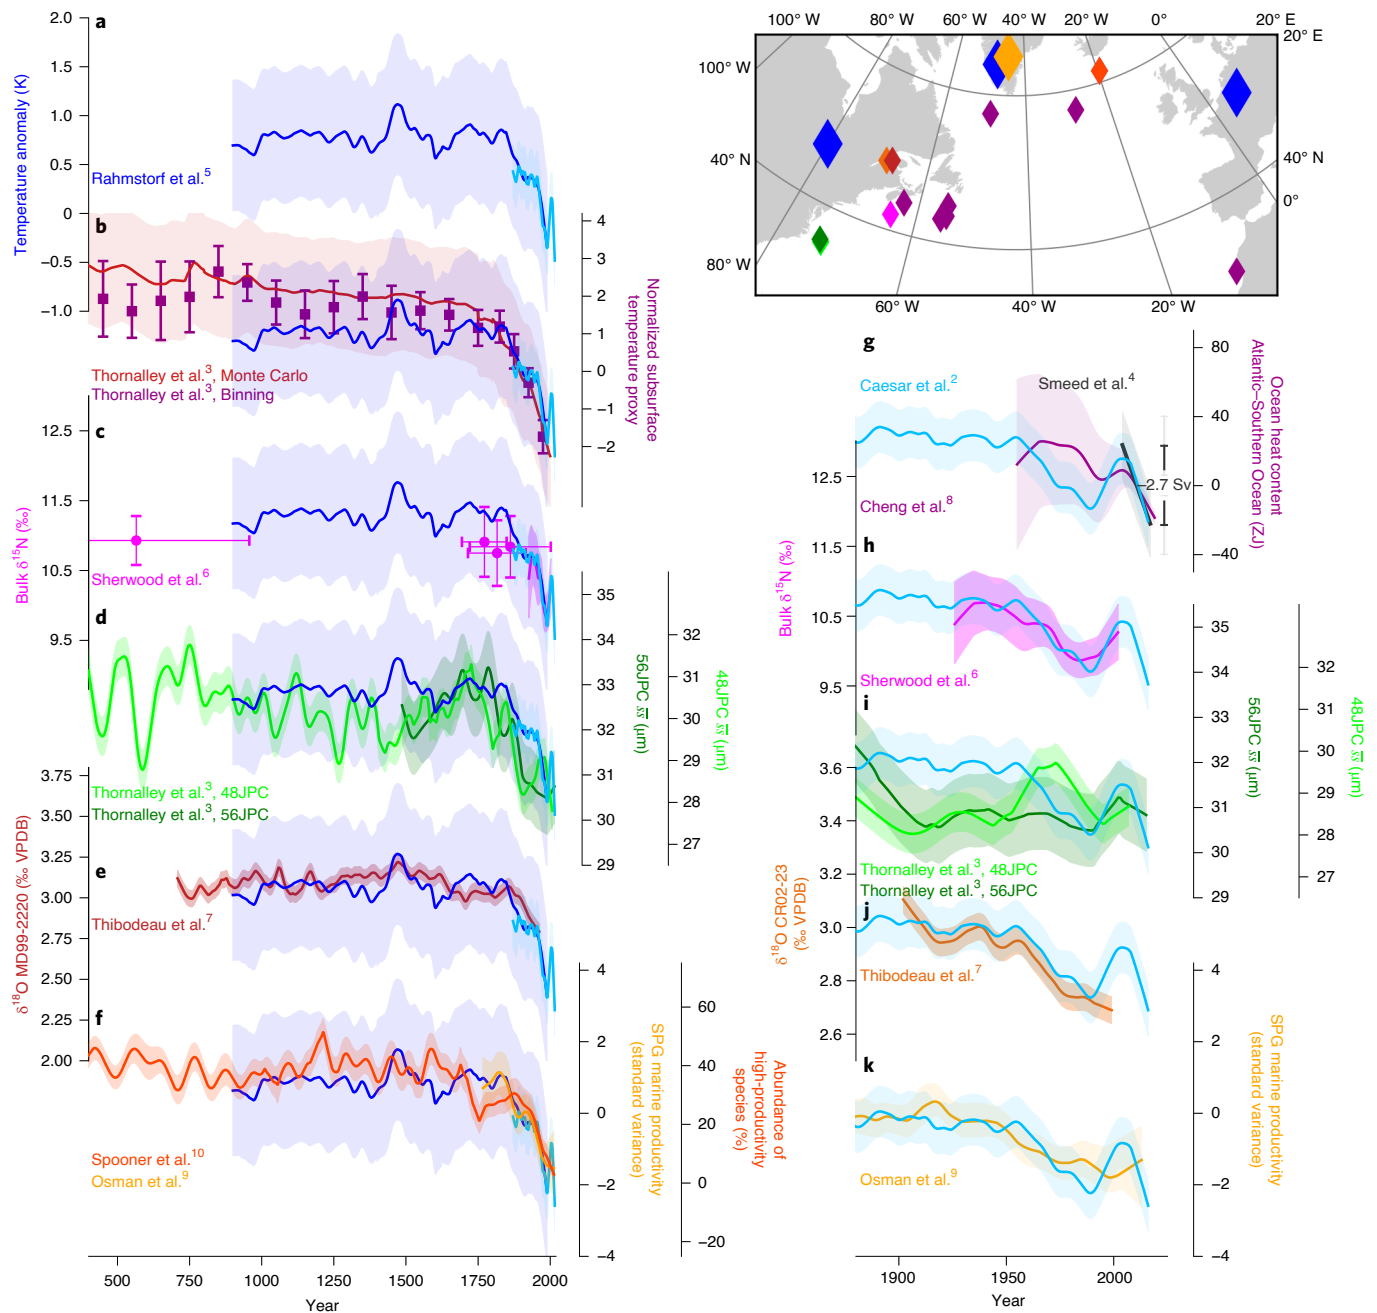 a
2.0
1.5
1.0
0.5
0
−0.5
−1.0
Temperature anomaly (K)
Rahmstorf et al.5
b
4
3
2
1
0
−1
−2
Normalized subsurface
temperature proxy
Thornalley et al.3, Monte Carlo
Thornalley et al.3, Binning
c
12.5
11.5
10.5
9.5
Bulk δ15N (‰)
Sherwood et al.6
d
35
34
33
32
31
30
29
56JPC s̅s̅ (μm)
32
31
30
29
28
27
48JPC s̅s̅ (μm)
Thornalley et al.3, 48JPC
Thornalley et al.3, 56JPC
3.75
3.50
3.25
3.00
2.75
2.50
2.25
2.00
δ18O MD99-2220 (‰ VPDB)
e
Thibodeau et al.7
f
4
2
0
−2
−4
SPG marine productivity
(standard variance)
60
40
20
0
−20
Abundance of
high-productivity
species (%)
Spooner et al.10
Osman et al.9
500
750
1000
1250
1500
1750
2000
Year
100° W
80° W
60° W
40° W
20° W
0°
20° E
20° E
100° W
40° N
40° N
0°
80° W
60° W
40° W
20° W
g
Caesar et al.2
Smeed et al.4
80
40
0
−40
Ocean heat content
Atlantic–Southern Ocean (ZJ)
−2.7 Sv
Cheng et al.8
h
12.5
11.5
10.5
9.5
Bulk δ15N (‰)
Sherwood et al.6
i
35
34
33
32
31
30
29
56JPC s̅s̅ (μm)
32
31
30
29
28
27
48JPC s̅s̅ (μm)
Thornalley et al.3, 48JPC
Thornalley et al.3, 56JPC
3.6
3.4
3.2
3.0
2.8
2.6
δ18O CR02-23
(‰ VPDB)
j
Thibodeau et al.7
k
4
2
0
−2
−4
SPG marine productivity
(standard variance)
Osman et al.9
1900
1950
2000
Year